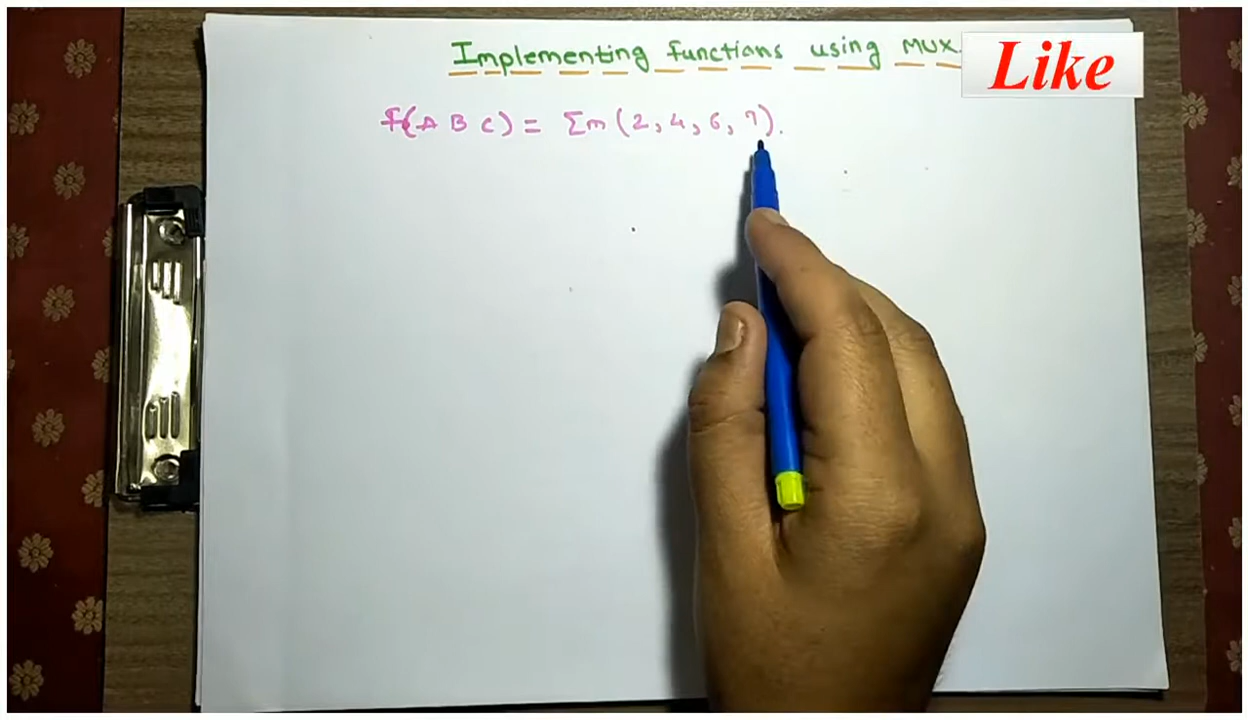 Implementing functions using MUX.
Like
f(A B C) = Σm (2, 4, 6, 7).